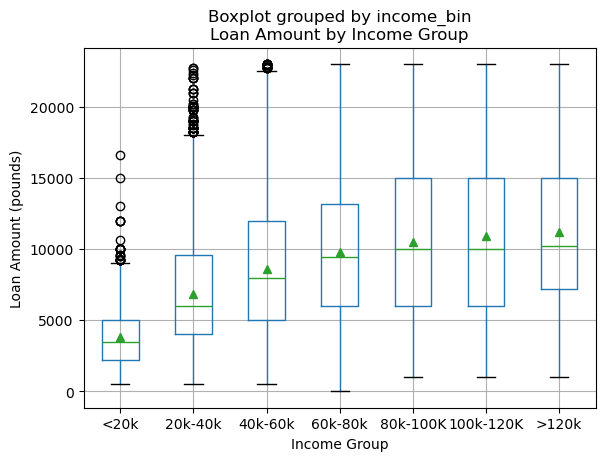 Boxplot grouped by income_bin
Loan Amount by Income Group
Loan Amount (pounds)
20000
15000
10000
5000
0
<20k
20k-40k
40k-60k
60k-80k
80k-100K
100k-120K
>120k
Income Group